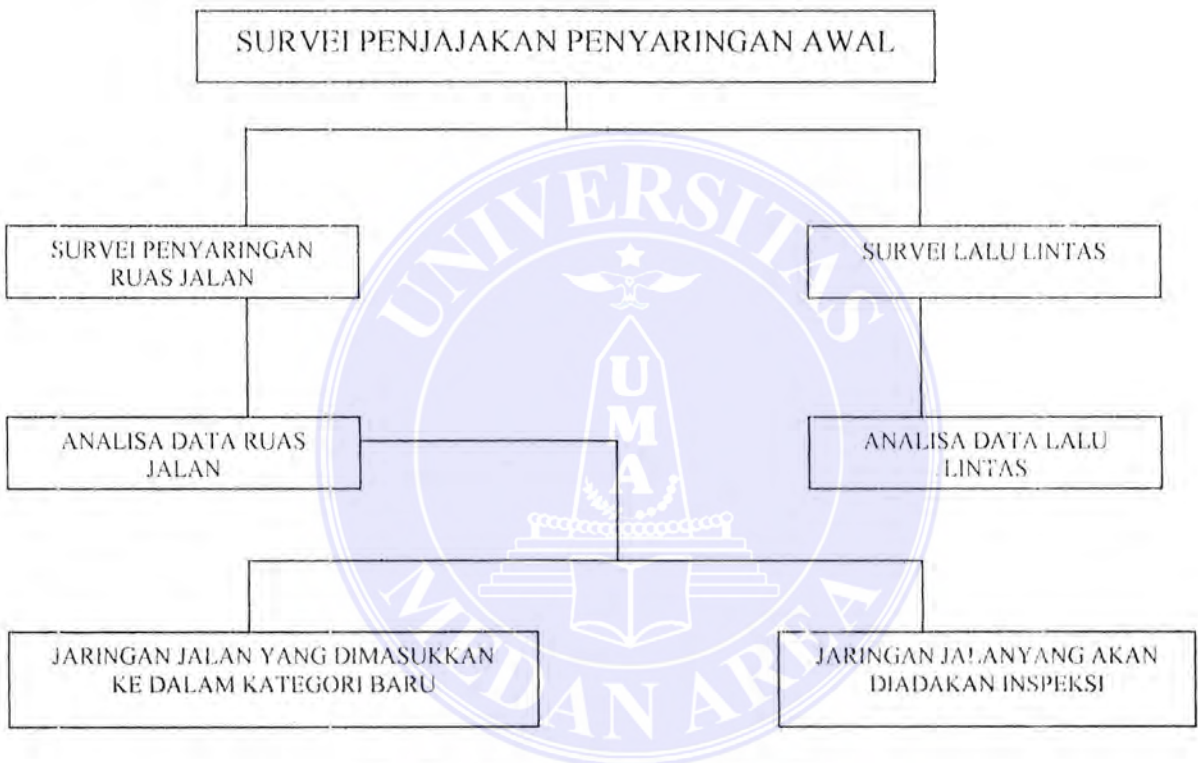 SURVEI PENJAJAKAN PENYARINGAN AWAL
SURVEI PENYARINGAN
RUAS JALAN
SURVEI LALU LINTAS
ANALISA DATA RUAS
JALAN
ANALISA DATA LALU
LINTAS
JARINGAN JALAN YANG DIMASUKKAN
KE DALAM KATEGORI BARU
JARINGAN JALANYANG AKAN
DIADAKAN INSPEKSI
UNIVERSITAS
UMA
MEDAN AREA